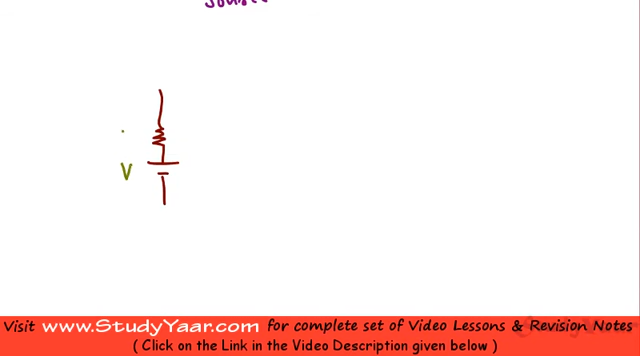 V
Visit www.StudyYaar.com for complete set of Video Lessons & Revision Notes
( Click on the Link in the Video Description given below )